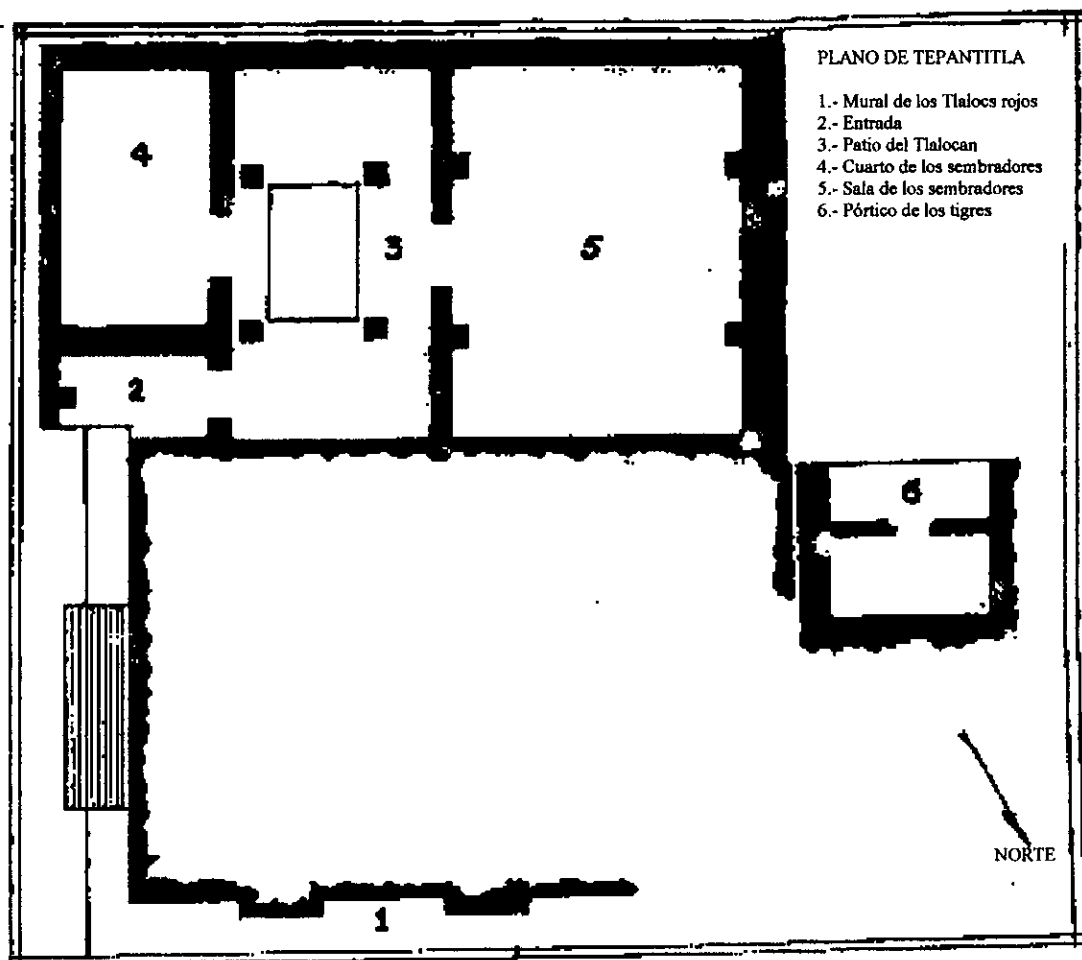 PLANO DE TEPANTITLA
1.- Mural de los Tlalocs rojos
2.- Entrada
3.- Patio del Tlalocan
4.- Cuarto de los sembradores
5.- Sala de los sembradores
6.- Pórtico de los tigres
4
3
5
2
6
NORTE
1